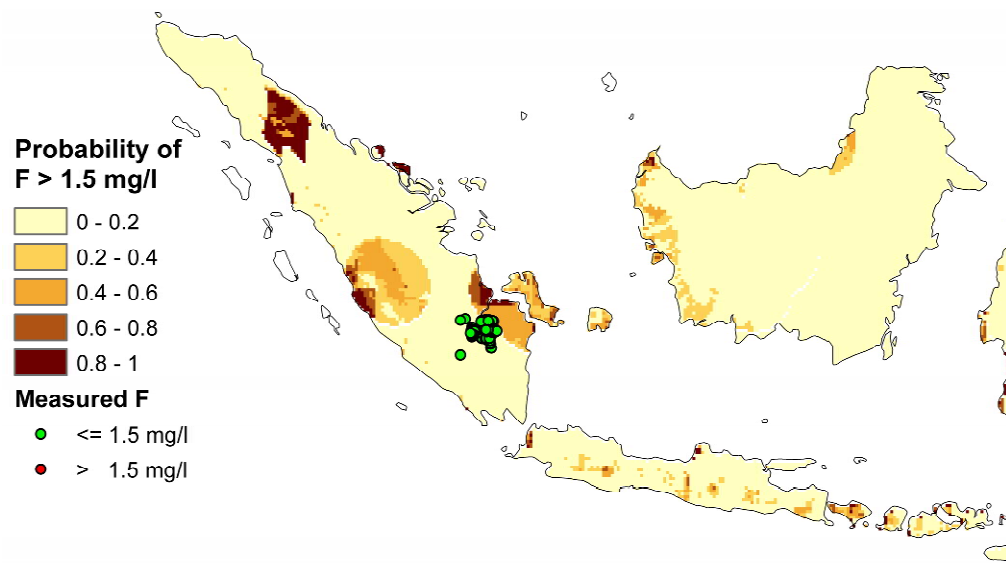 Probability of
F > 1.5 mg/l
0 - 0.2
0.2 - 0.4
0.4 - 0.6
0.6 - 0.8
0.8 - 1
Measured F
<= 1.5 mg/l
> 1.5 mg/l